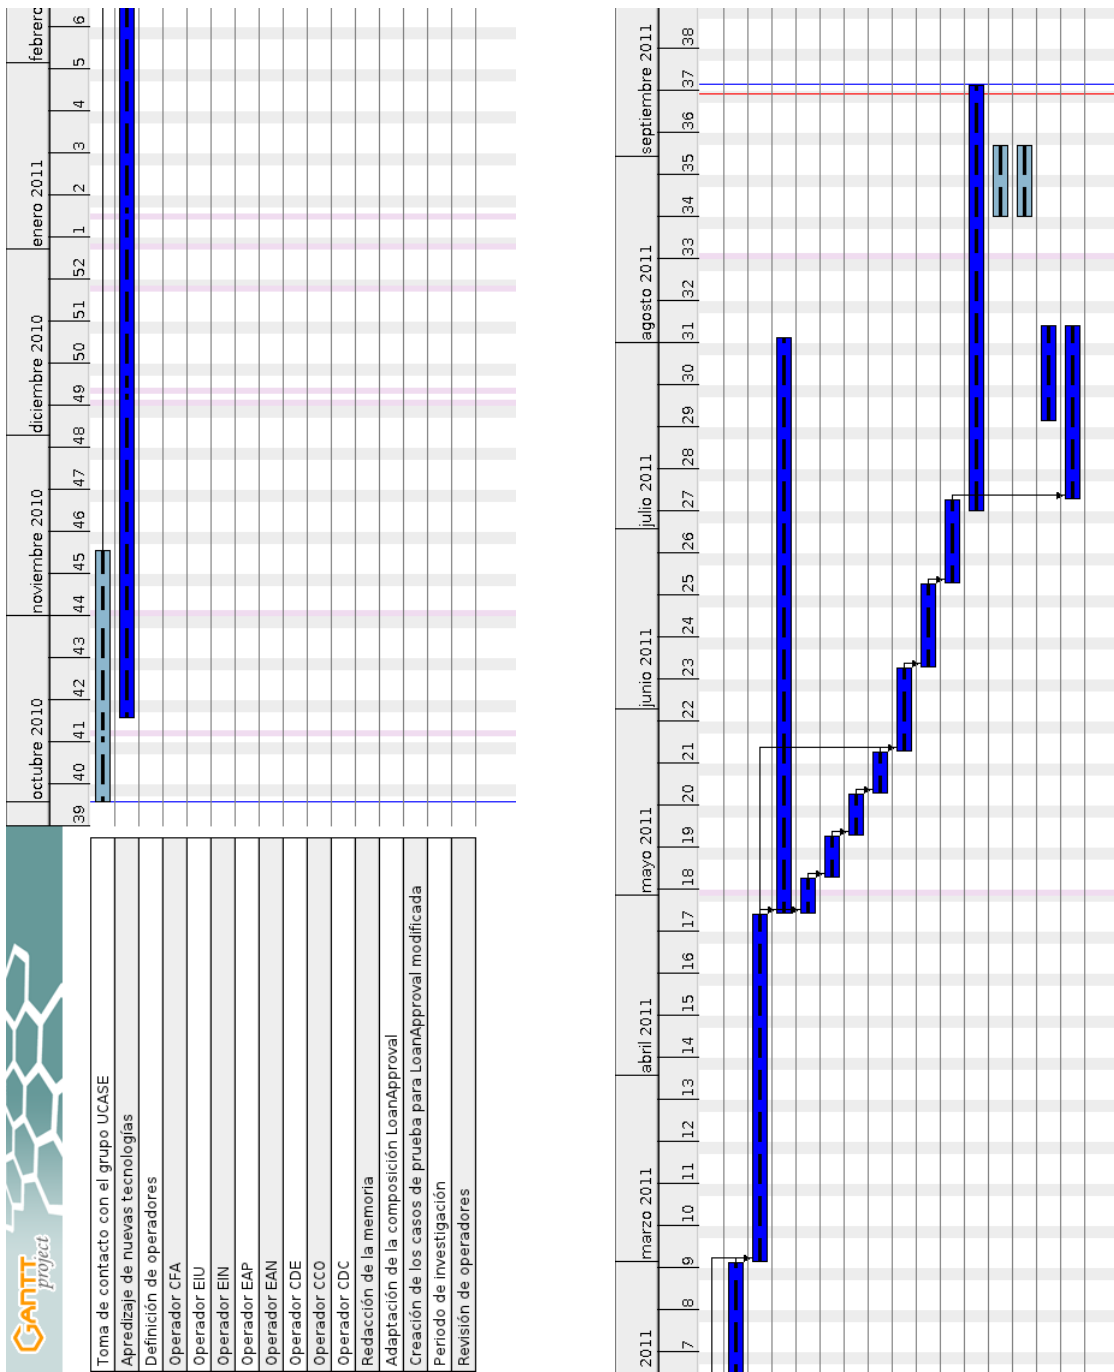 GANTT
project
Toma de contacto con el grupo UCASE
Apredizaje de nuevas tecnologías
Definición de operadores
Operador CFA
Operador EIU
Operador EIN
Operador EAP
Operador EAN
Operador CDE
Operador CCO
Operador CDC
Redacción de la memoria
Adaptación de la composición LoanApproval
Creación de los casos de prueba para LoanApproval modificada
Periodo de investigación
Revisión de operadores
octubre 2010 noviembre 2010 diciembre 2010 enero 2011 febrero
39 40 41 42 43 44 45 46 47 48 49 50 51 52 1 2 3 4 5 6
2011 marzo 2011 abril 2011 mayo 2011 junio 2011 julio 2011 agosto 2011 septiembre 2011
7 8 9 10 11 12 13 14 15 16 17 18 19 20 21 22 23 24 25 26 27 28 29 30 31 32 33 34 35 36 37 38